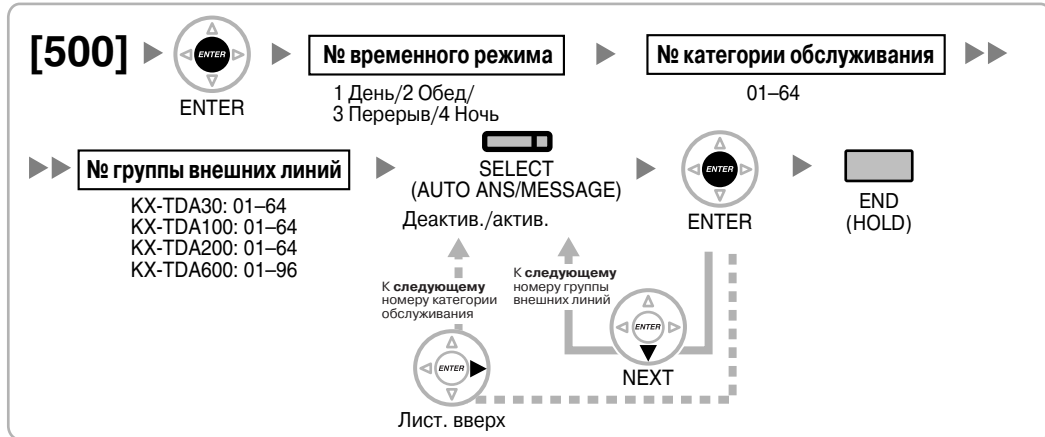 [500]
ENTER
ENTER
№ временного режима
1 День/2 Обед/
3 Перерыв/4 Ночь
№ категории обслуживания
01–64
№ группы внешних линий
KX-TDA30: 01–64
KX-TDA100: 01–64
KX-TDA200: 01–64
KX-TDA600: 01–96
SELECT
(AUTO ANS/MESSAGE)
Деактив./актив.
ENTER
ENTER
END
(HOLD)
К следующему
номеру категории
обслуживания
К следующему
номеру группы
внешних линий
ENTER
Лист. вверх
ENTER
NEXT